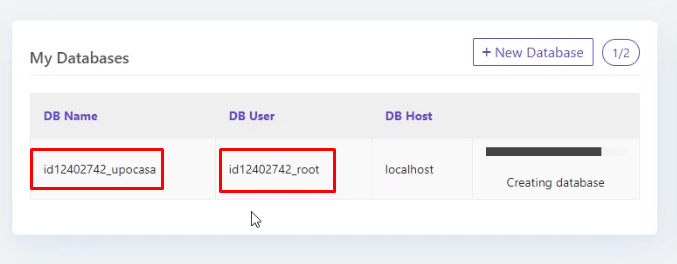 My Databases
+ New Database
1/2
DB Name DB User DB Host
id12402742_upocasa id12402742_root localhost
Creating database